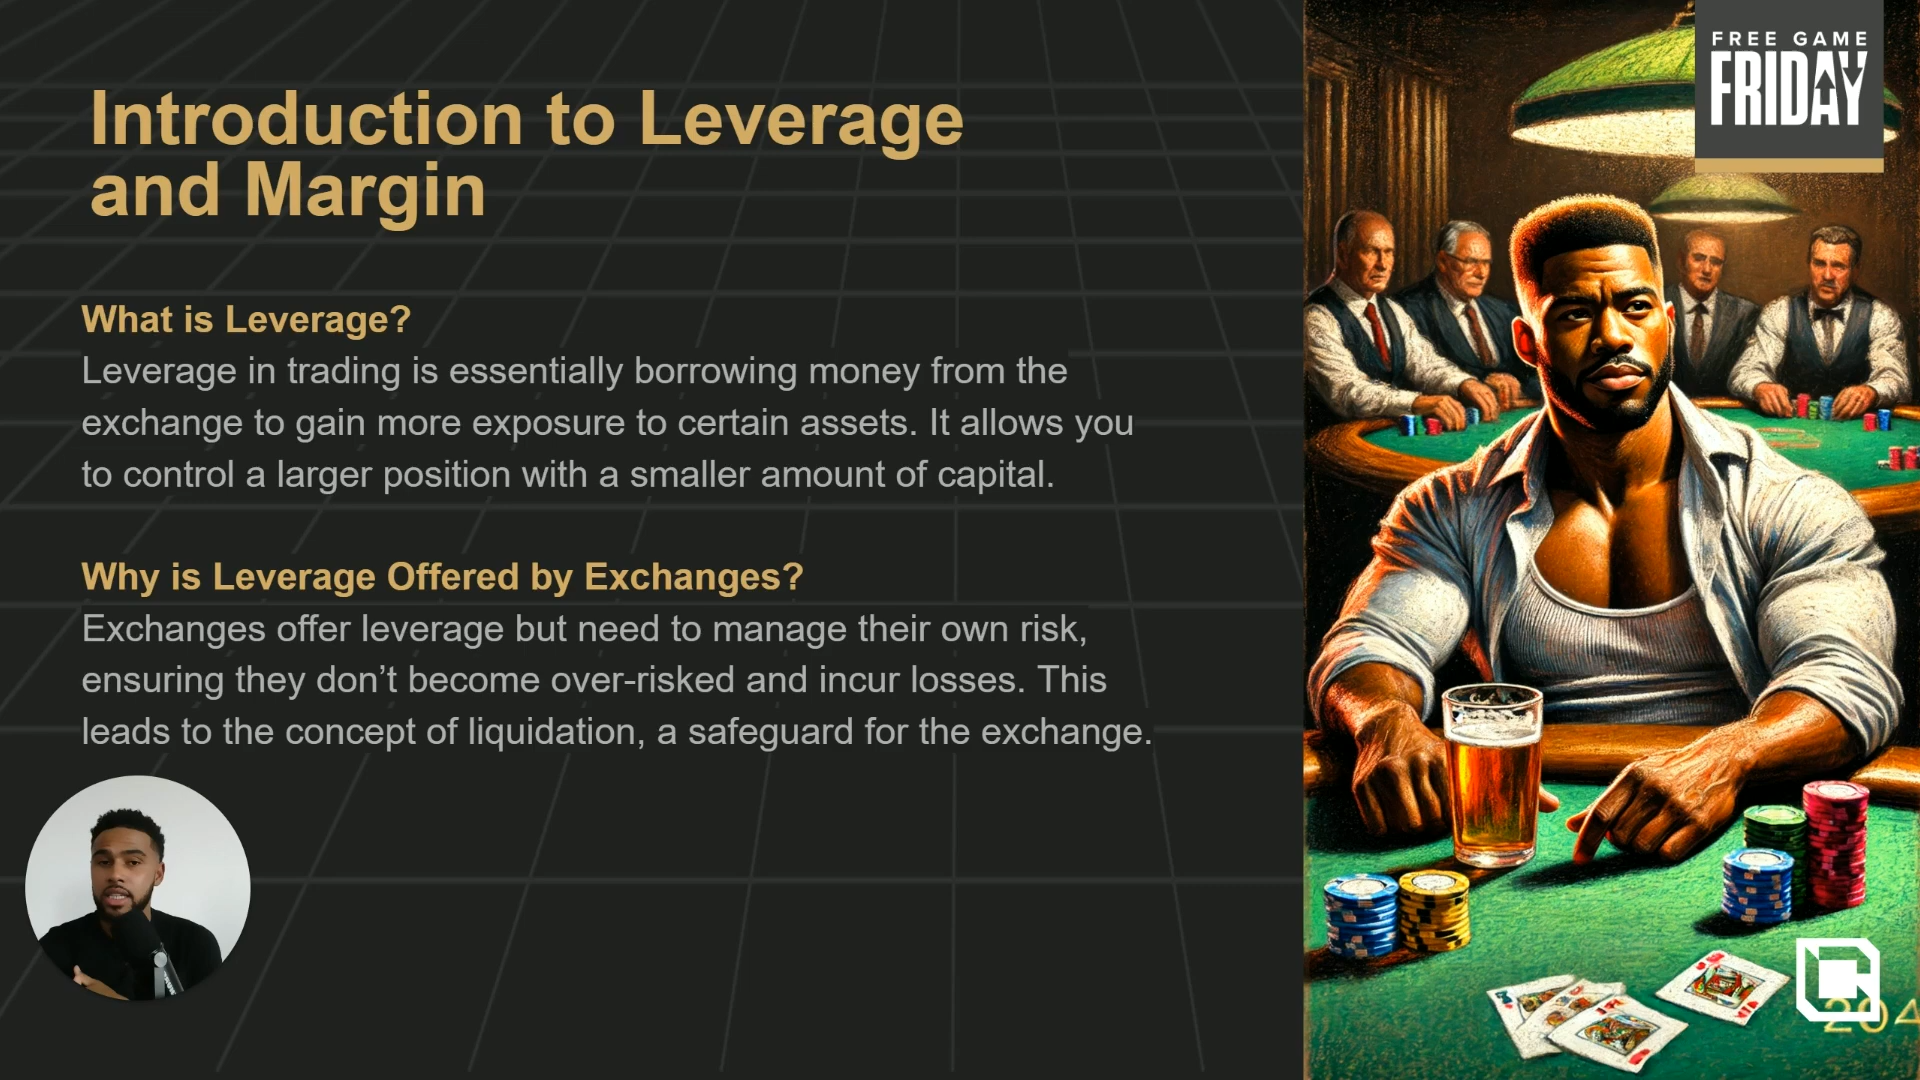 FREE GAME
FRIDAY
Introduction to Leverage
and Margin
What is Leverage?
Leverage in trading is essentially borrowing money from the
exchange to gain more exposure to certain assets. It allows you
to control a larger position with a smaller amount of capital.
Why is Leverage Offered by Exchanges?
Exchanges offer leverage but need to manage their own risk,
ensuring they don’t become over-risked and incur losses. This
leads to the concept of liquidation, a safeguard for the exchange.
204